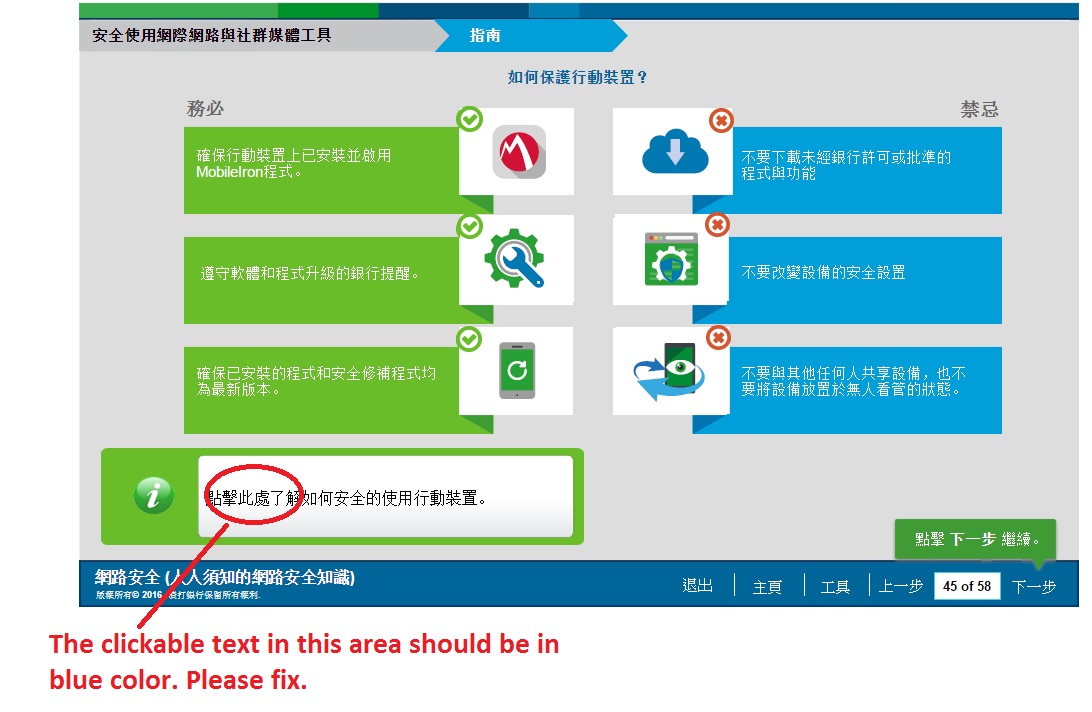 安全使用網際網路與社群媒體工具
指南
如何保護行動裝置？
務必
禁忌
確保行動裝置上已安裝並啟用
MobileIron程式。
不要下載未經銀行許可或批准的
程式與功能
遵守軟體和程式升級的銀行提醒。
不要改變設備的安全設置
確保已安裝的程式和安全修補程式均
為最新版本。
不要與其他任何人共享設備，也不
要將設備放置於無人看管的狀態。
點擊此處了解如何安全的使用行動裝置。
點擊 下一步 繼續。
網路安全 (人人須知的網路安全知識)
版權所有© 2016 渣打銀行保留所有權利.
退出
主頁
工具
上一步
45 of 58
下一步
The clickable text in this area should be in
blue color. Please fix.